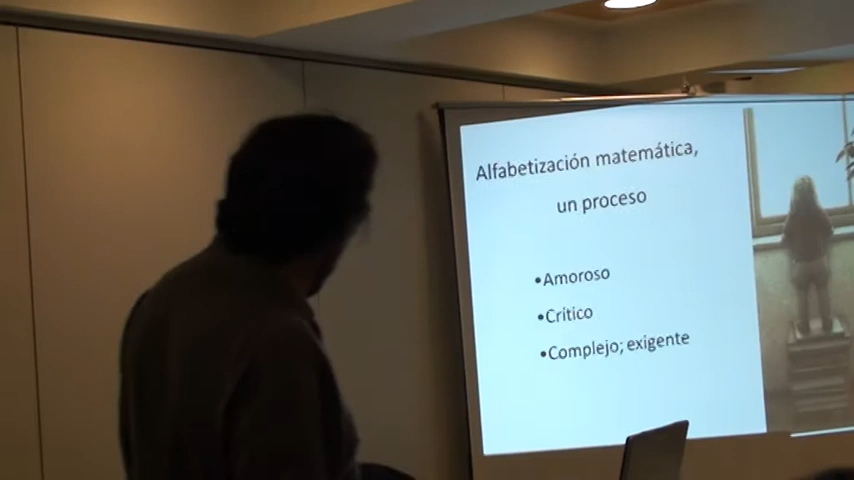 Alfabetización matemática,
un proceso
•Amoroso
•Crítico
•Complejo; exigente